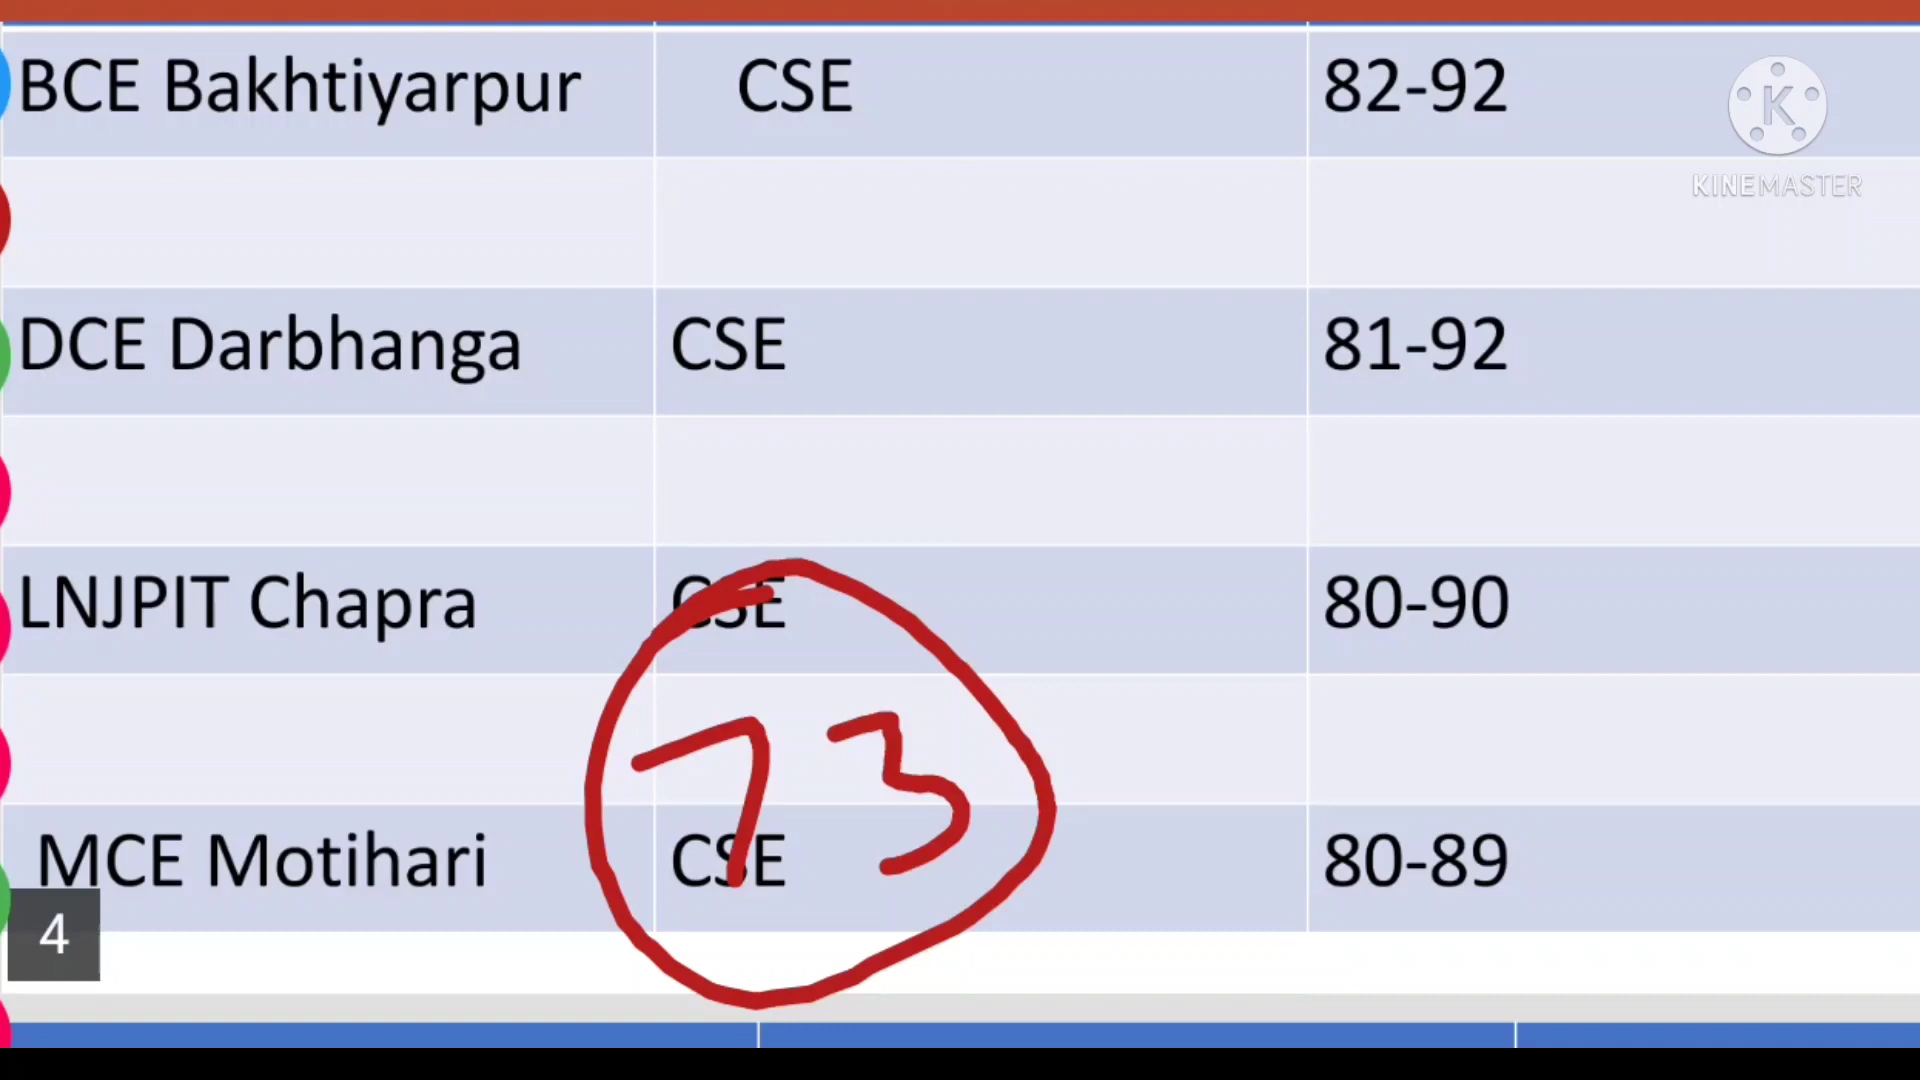 BCE Bakhtiyarpur CSE 82-92
K
KINEMASTER
DCE Darbhanga CSE 81-92
LNJPIT Chapra CSE 80-90
73
MCE Motihari CSE 80-89
4